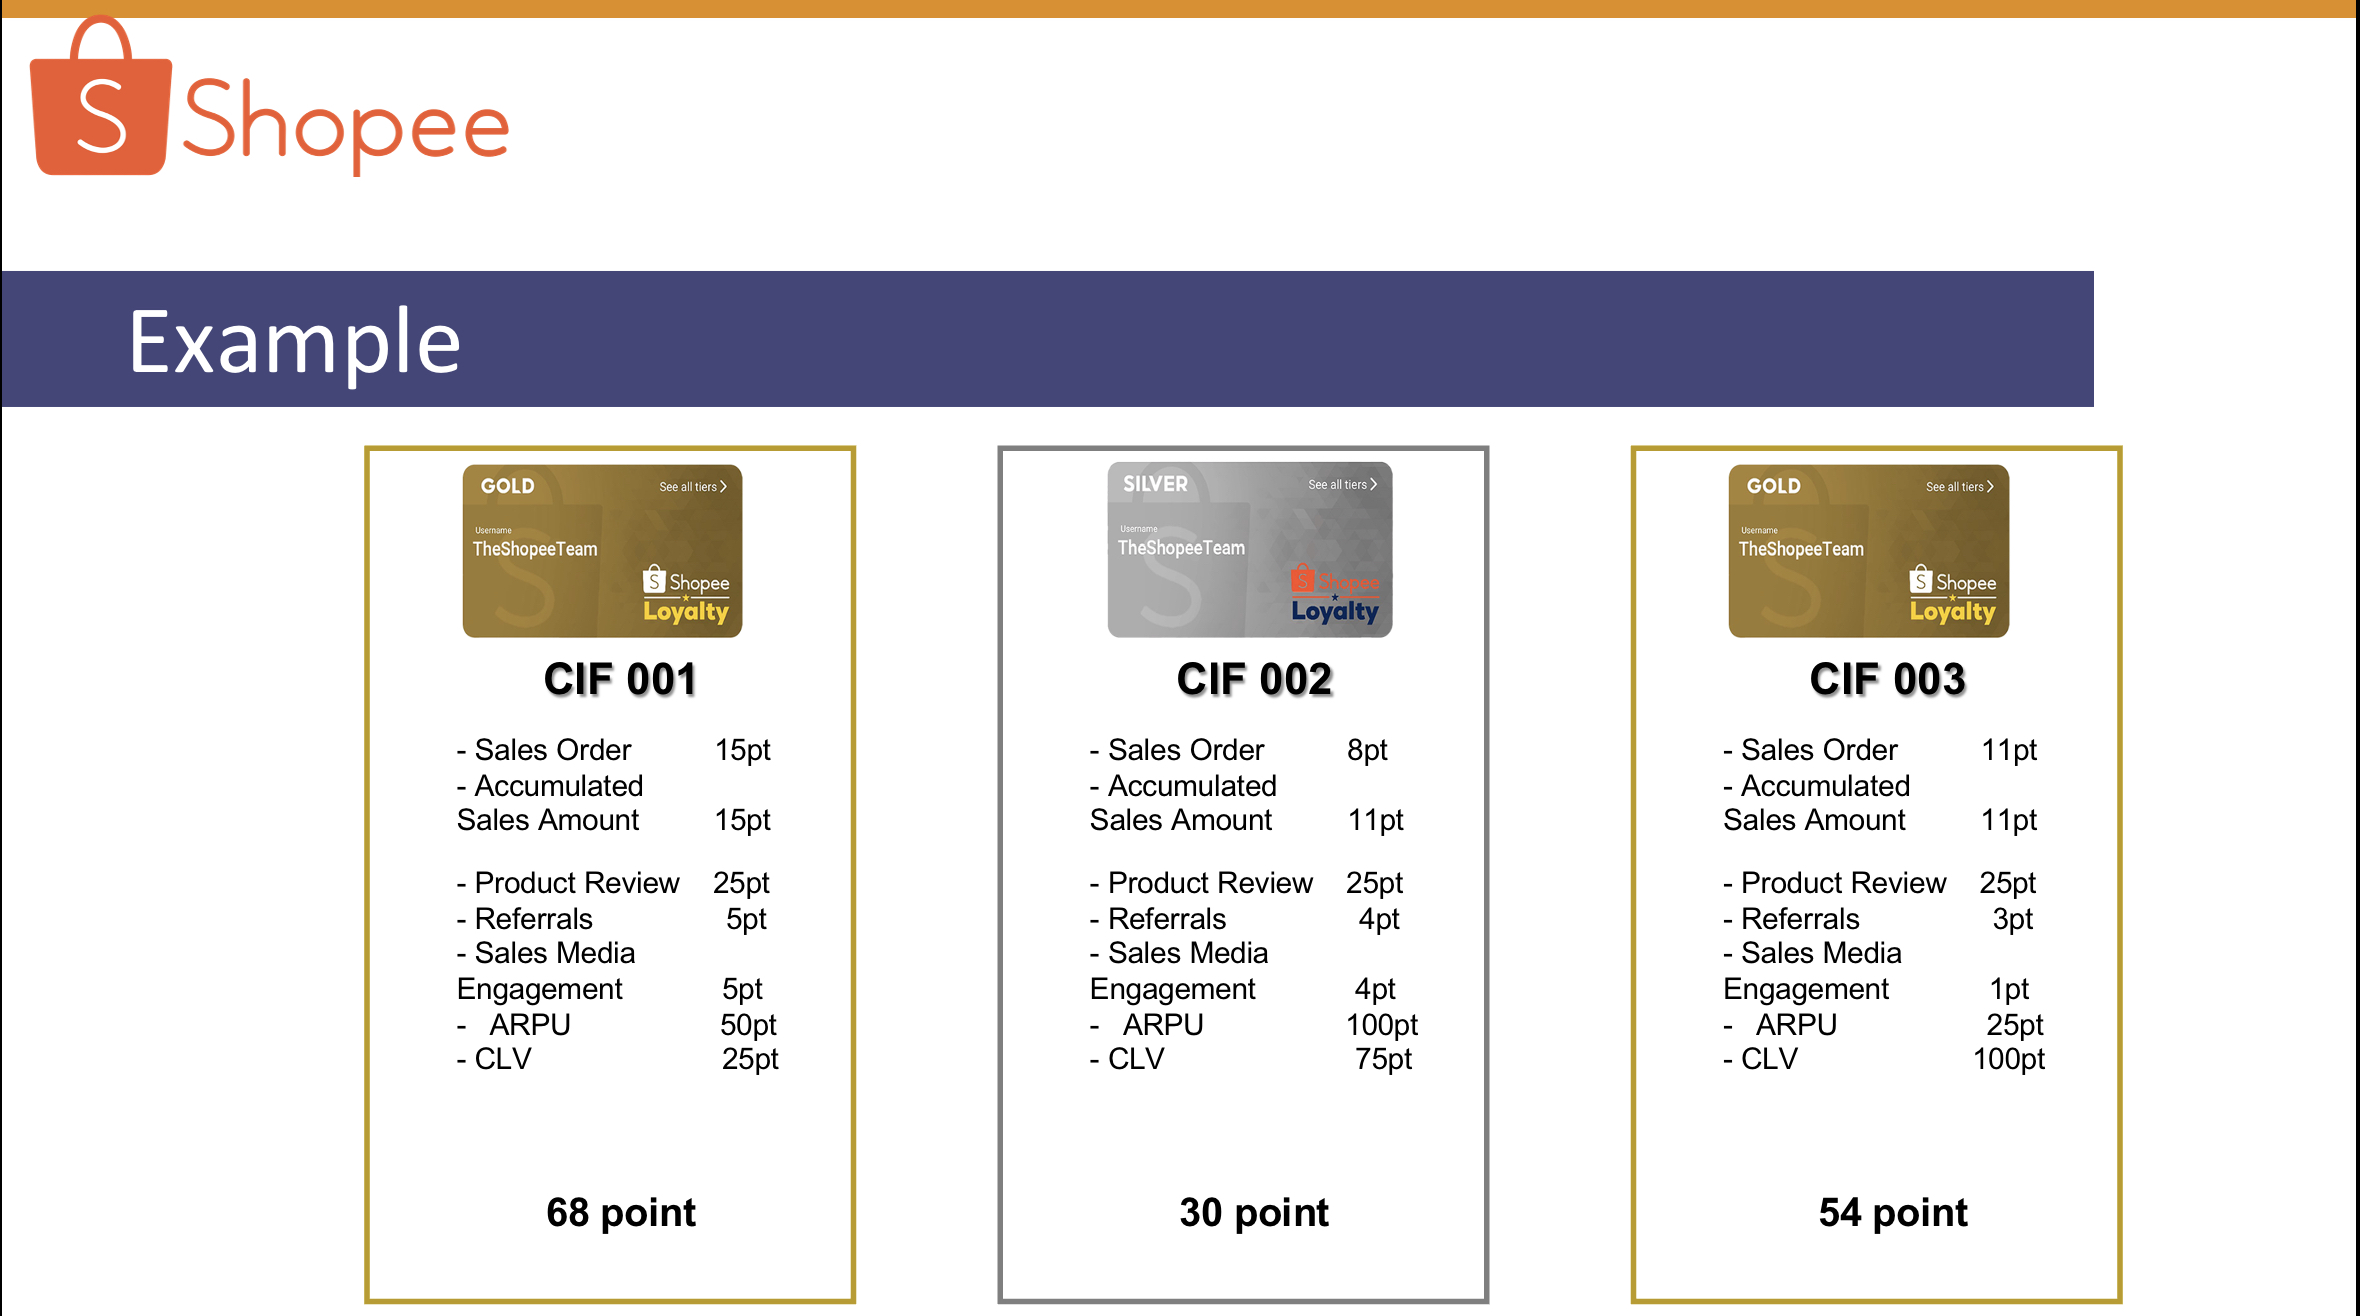 S Shopee
Example
GOLD See all tiers >
Username
TheShopeeTeam
S Shopee
Loyalty
CIF 001
- Sales Order 15pt
- Accumulated
Sales Amount 15pt
- Product Review 25pt
- Referrals 5pt
- Sales Media
Engagement 5pt
- ARPU 50pt
- CLV 25pt
68 point
SILVER See all tiers >
Username
TheShopeeTeam
S Shopee
Loyalty
CIF 002
- Sales Order 8pt
- Accumulated
Sales Amount 11pt
- Product Review 25pt
- Referrals 4pt
- Sales Media
Engagement 4pt
- ARPU 100pt
- CLV 75pt
30 point
GOLD See all tiers >
Username
TheShopeeTeam
S Shopee
Loyalty
CIF 003
- Sales Order 11pt
- Accumulated
Sales Amount 11pt
- Product Review 25pt
- Referrals 3pt
- Sales Media
Engagement 1pt
- ARPU 25pt
- CLV 100pt
54 point